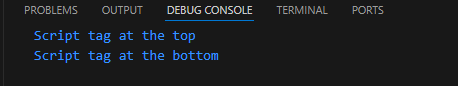 PROBLEMS OUTPUT DEBUG CONSOLE TERMINAL PORTS
Script tag at the top
Script tag at the bottom